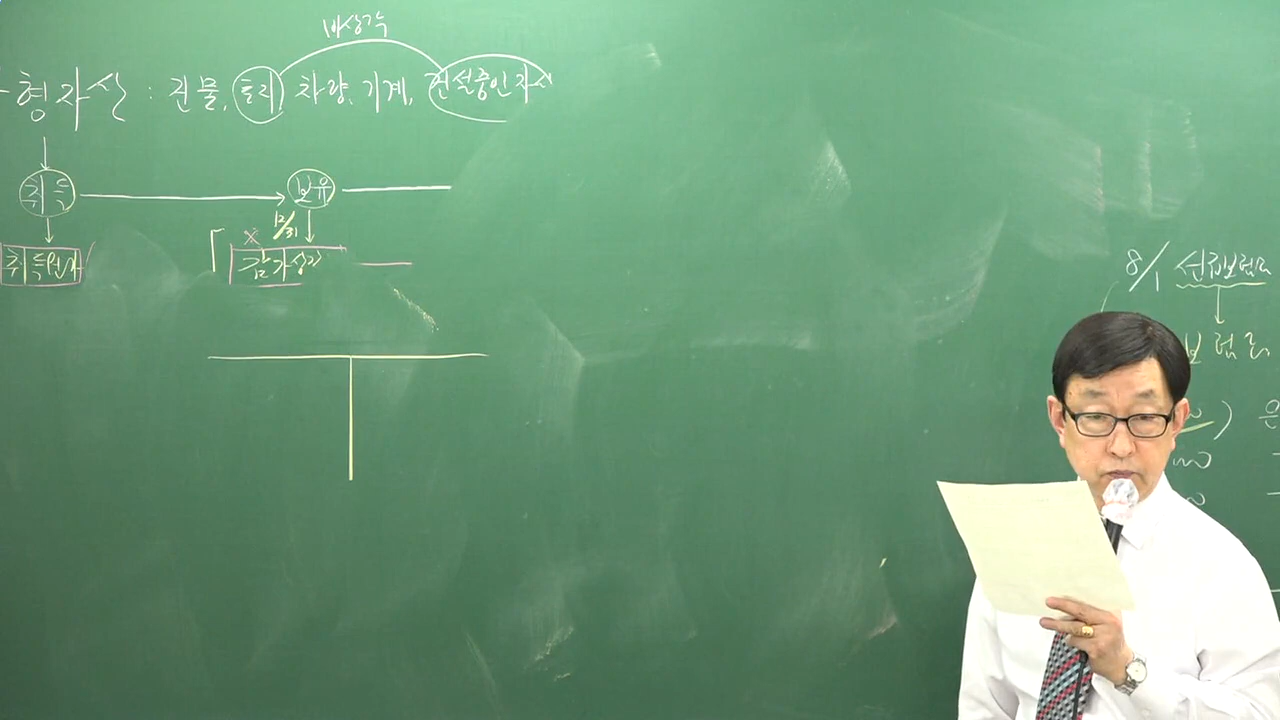 비상각
형자산 : 건물, 토지, 차량, 기계, 건설중인자산
취득 보유
12/31
X
취득원가 감가상각
8/1 선급보험료
보험료